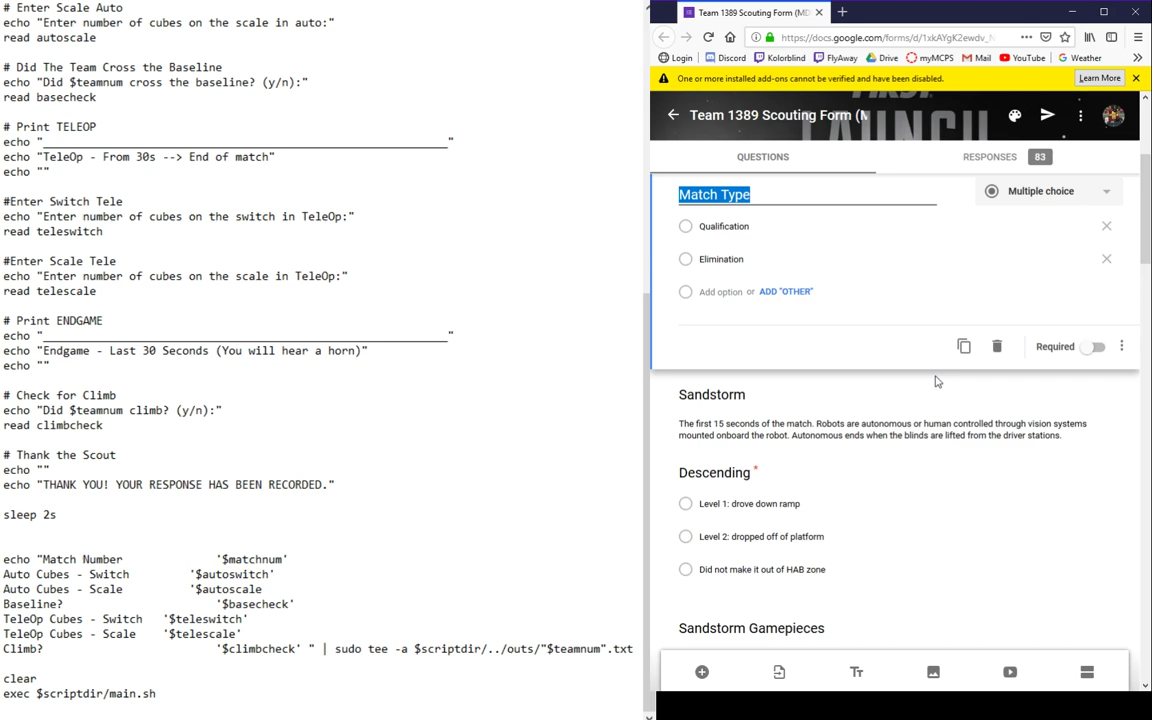 # Enter Scale Auto
echo "Enter number of cubes on the scale in auto:"
read autoscale
# Did The Team Cross the Baseline
echo "Did $teamnum cross the baseline? (y/n):"
read basecheck
# Print TELEOP
echo "______________________________________________________"
echo "TeleOp - From 30s --> End of match"
echo ""
#Enter Switch Tele
echo "Enter number of cubes on the switch in TeleOp:"
read teleswitch
#Enter Scale Tele
echo "Enter number of cubes on the scale in TeleOp:"
read telescale
# Print ENDGAME
echo "______________________________________________________"
echo "Endgame - Last 30 Seconds (You will hear a horn)"
echo ""
# Check for Climb
echo "Did $teamnum climb? (y/n):"
read climbcheck
# Thank the Scout
echo ""
echo "THANK YOU! YOUR RESPONSE HAS BEEN RECORDED."
sleep 2s
echo "Match Number '$matchnum'
Auto Cubes - Switch '$autoswitch'
Auto Cubes - Scale '$autoscale
Baseline? '$basecheck'
TeleOp Cubes - Switch '$teleswitch'
TeleOp Cubes - Scale '$telescale'
Climb? '$climbcheck' " | sudo tee -a $scriptdir/../outs/"$teamnum".txt
clear
exec $scriptdir/main.sh
Team 1389 Scouting Form (MD
https://docs.google.com/forms/d/1xkAYgK2ewdv_N
Login Discord Kolorblind FlyAway Drive myMCPS Mail YouTube Weather
One or more installed add-ons cannot be verified and have been disabled. Learn More
Team 1389 Scouting Form (M
LAUNCH
QUESTIONS RESPONSES 83
Match Type Multiple choice
Qualification
Elimination
Add option or ADD "OTHER"
Required
Sandstorm
The first 15 seconds of the match. Robots are autonomous or human controlled through vision systems
mounted onboard the robot. Autonomous ends when the blinds are lifted from the driver stations.
Descending *
Level 1: drove down ramp
Level 2: dropped off of platform
Did not make it out of HAB zone
Sandstorm Gamepieces
Tт